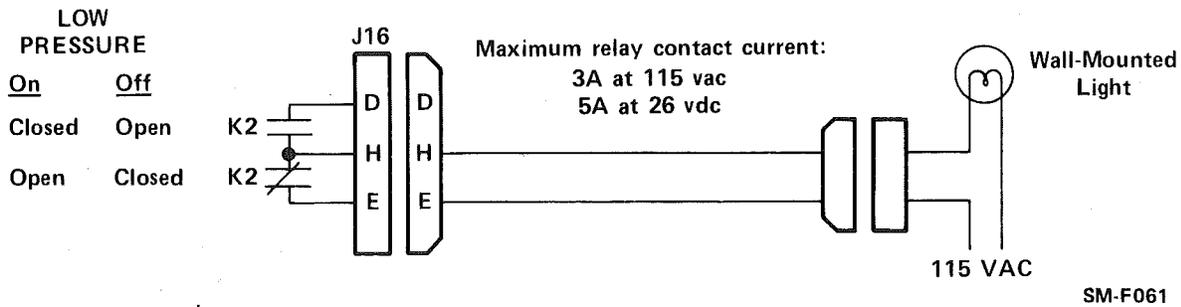 LOW
PRESSURE
On Off
Closed Open K2
Open Closed K2
J16
D D
H H
E E
Maximum relay contact current:
3A at 115 vac
5A at 26 vdc
Wall-Mounted
Light
115 VAC
SM-F061